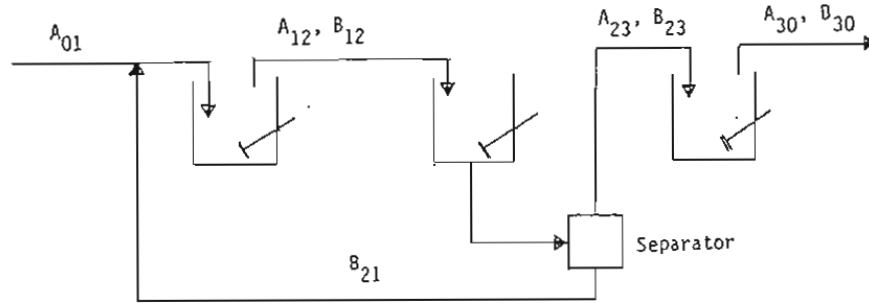 A01
A12, B12
A23, B23
A30, B30
Separator
B21